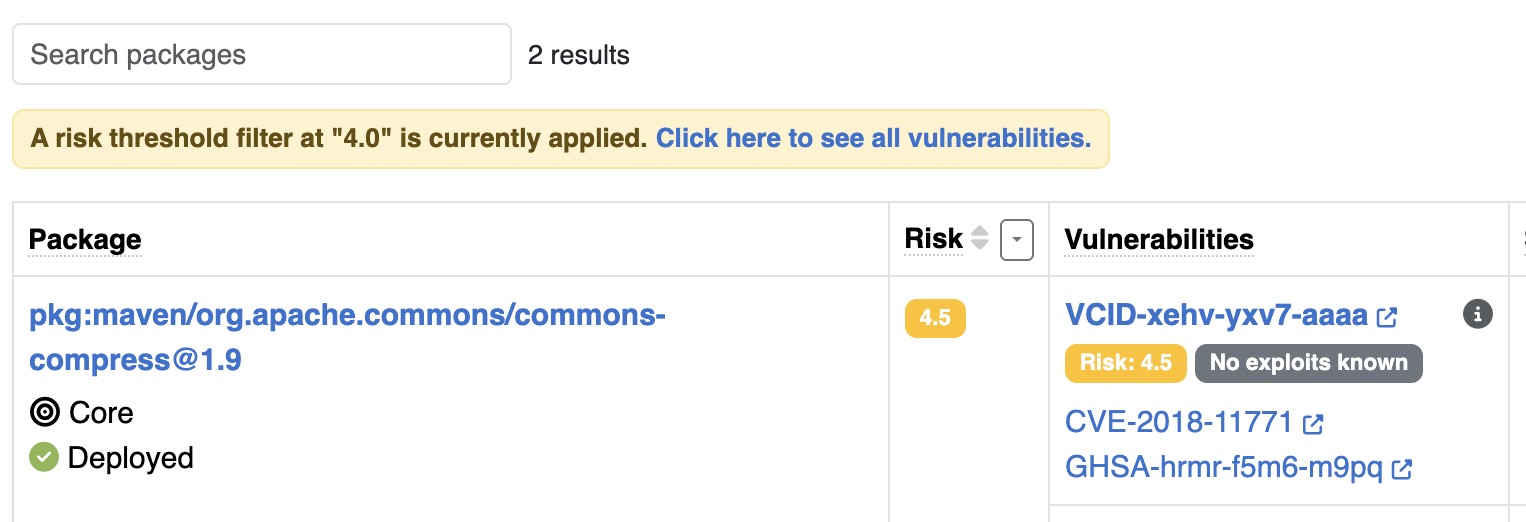 Search packages
2 results
A risk threshold filter at "4.0" is currently applied. Click here to see all vulnerabilities.
Package
Risk
Vulnerabilities
pkg:maven/org.apache.commons/commons-
compress@1.9
Core
Deployed
4.5
VCID-xehv-yxv7-aaaa
Risk: 4.5 No exploits known
CVE-2018-11771
GHSA-hrmr-f5m6-m9pq